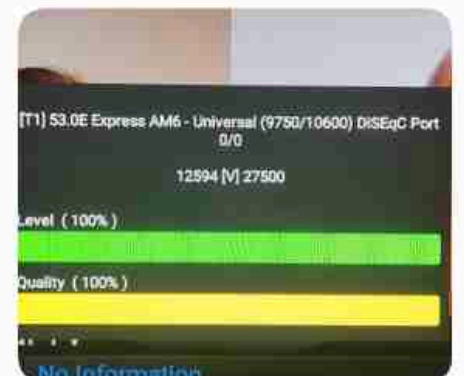 [T1] 53.0E Express AM6 - Universal (9750/10600) DiSEqC Port
0/0
12594 [V] 27500
Level (100%)
Quality (100%)
No Information